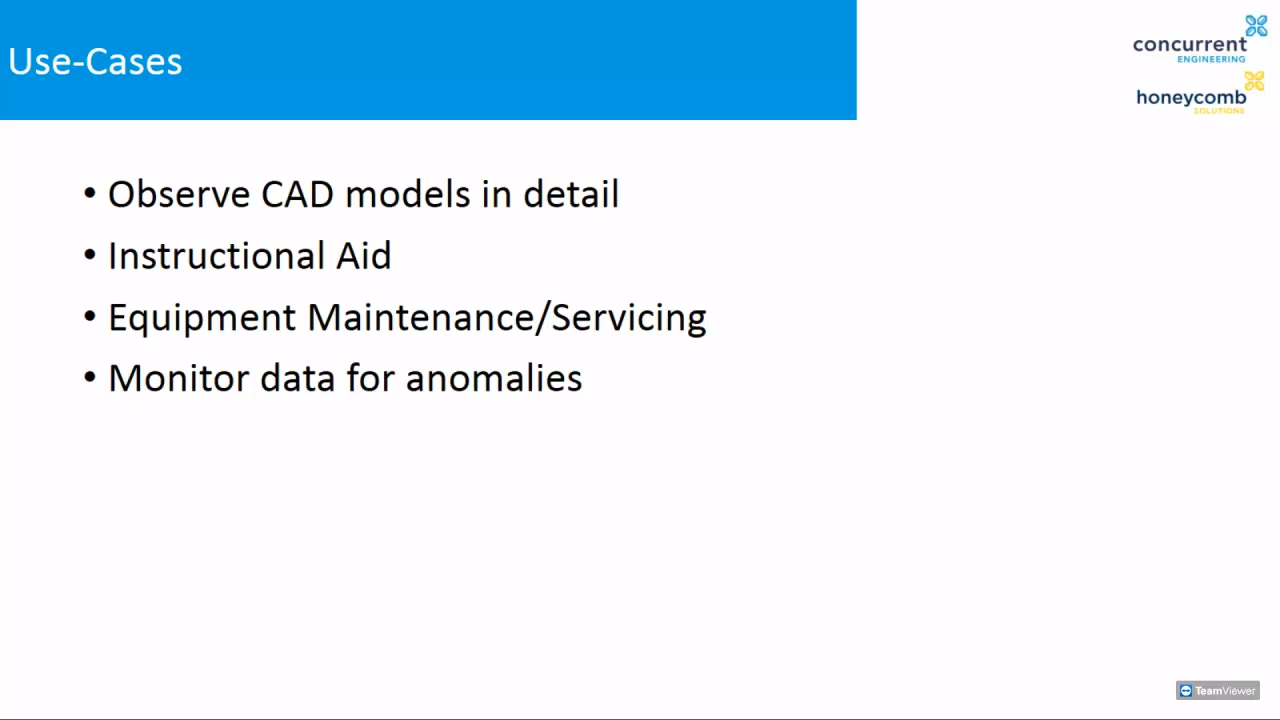 Use-Cases
concurrent
ENGINEERING
honeycomb
SOLUTIONS
• Observe CAD models in detail
• Instructional Aid
• Equipment Maintenance/Servicing
• Monitor data for anomalies
TeamViewer